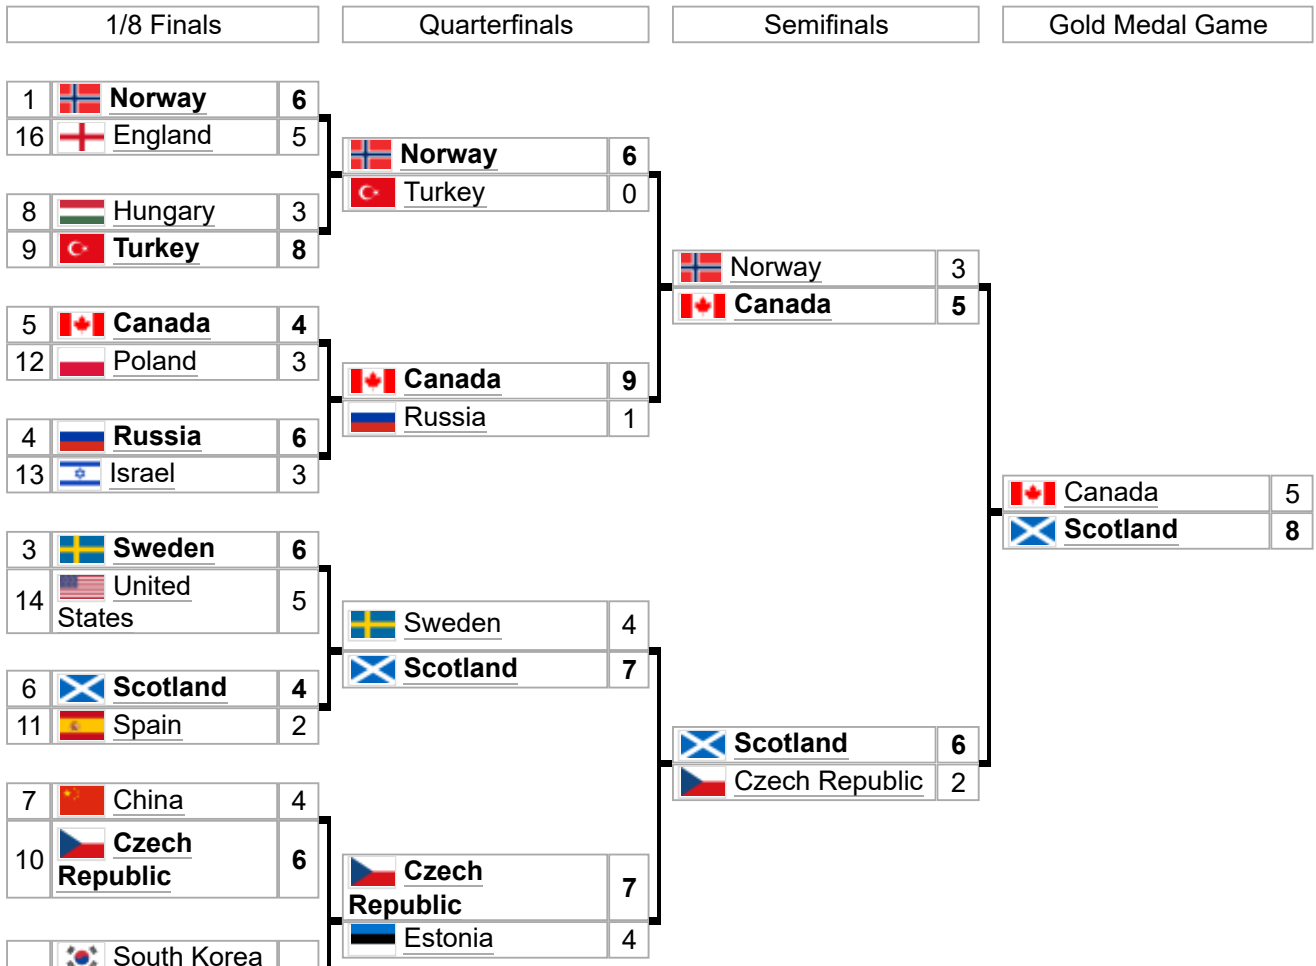 1/8 Finals
Quarterfinals
Semifinals
Gold Medal Game
1 Norway 6
16 England 5
8 Hungary 3
9 Turkey 8
5 Canada 4
12 Poland 3
4 Russia 6
13 Israel 3
3 Sweden 6
14 United
States 5
6 Scotland 4
11 Spain 2
7 China 4
10 Czech
Republic 6
South Korea
Norway 6
Turkey 0
Canada 9
Russia 1
Sweden 4
Scotland 7
Czech
Republic 7
Estonia 4
Norway 3
Canada 5
Scotland 6
Czech Republic 2
Canada 5
Scotland 8